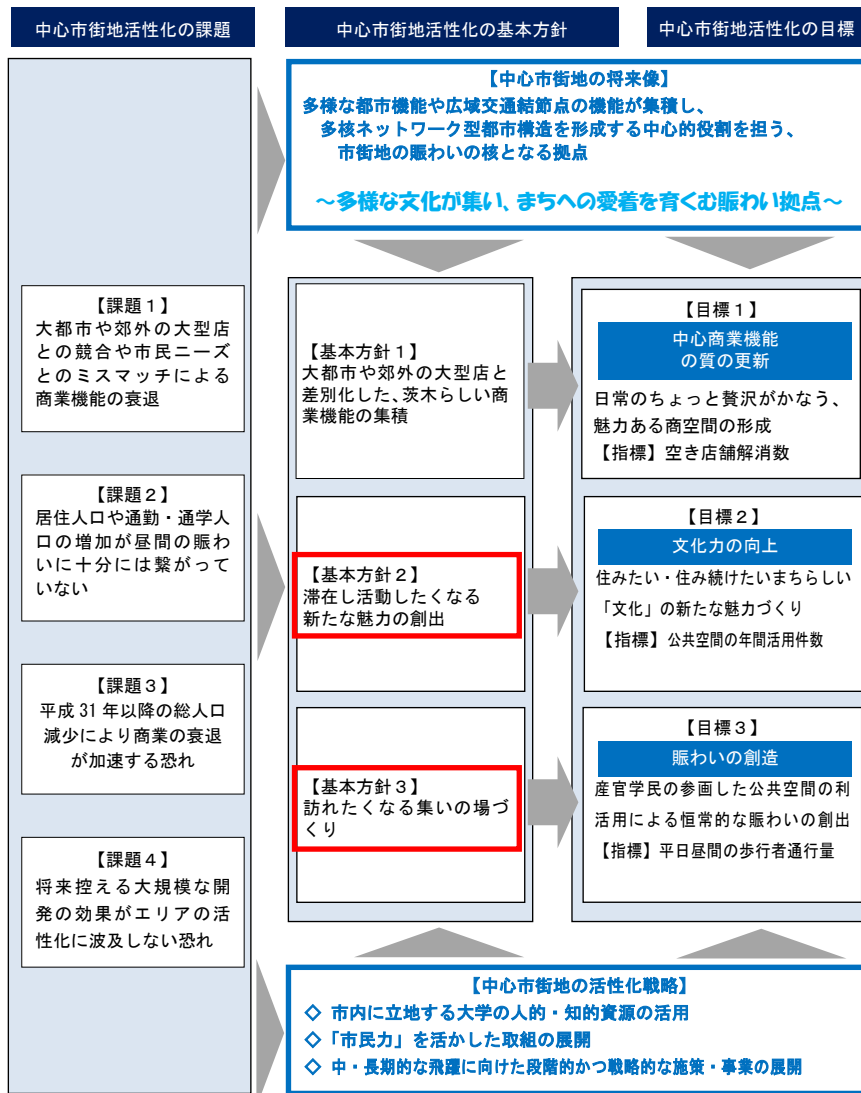 中心市街地活性化の課題
中心市街地活性化の基本方針
中心市街地活性化の目標
【中心市街地の将来像】
多様な都市機能や広域交通結節点の機能が集積し、
多核ネットワーク型都市構造を形成する中心的役割を担う、
市街地の賑わいの核となる拠点
～多様な文化が集い、まちへの愛着を育くむ賑わい拠点～
【課題１】
大都市や郊外の大型店
との競合や市民ニーズ
とのミスマッチによる
商業機能の衰退
【課題２】
居住人口や通勤・通学人
口の増加が昼間の賑わ
いに十分には繋がって
いない
【課題３】
平成31年以降の総人口
減少により商業の衰退
が加速する恐れ
【課題４】
将来控える大規模な開
発の効果がエリアの活
性化に波及しない恐れ
【基本方針１】
大都市や郊外の大型店と
差別化した、茨木らしい商
業機能の集積
【基本方針２】
滞在し活動したくなる
新たな魅力の創出
【基本方針３】
訪れたくなる集いの場づ
くり
【目標１】
中心商業機能
の質の更新
日常のちょっと贅沢がかなう、
魅力ある商空間の形成
【指標】空き店舗解消数
【目標２】
文化力の向上
住みたい・住み続けたいまちらしい
「文化」の新たな魅力づくり
【指標】公共空間の年間活用件数
【目標３】
賑わいの創造
産官学民の参画した公共空間の利
活用による恒常的な賑わいの創出
【指標】平日昼間の歩行者通行量
【中心市街地の活性化戦略】
◇ 市内に立地する大学の人的・知的資源の活用
◇ 「市民力」を活かした取組の展開
◇ 中・長期的な飛躍に向けた段階的かつ戦略的な施策・事業の展開